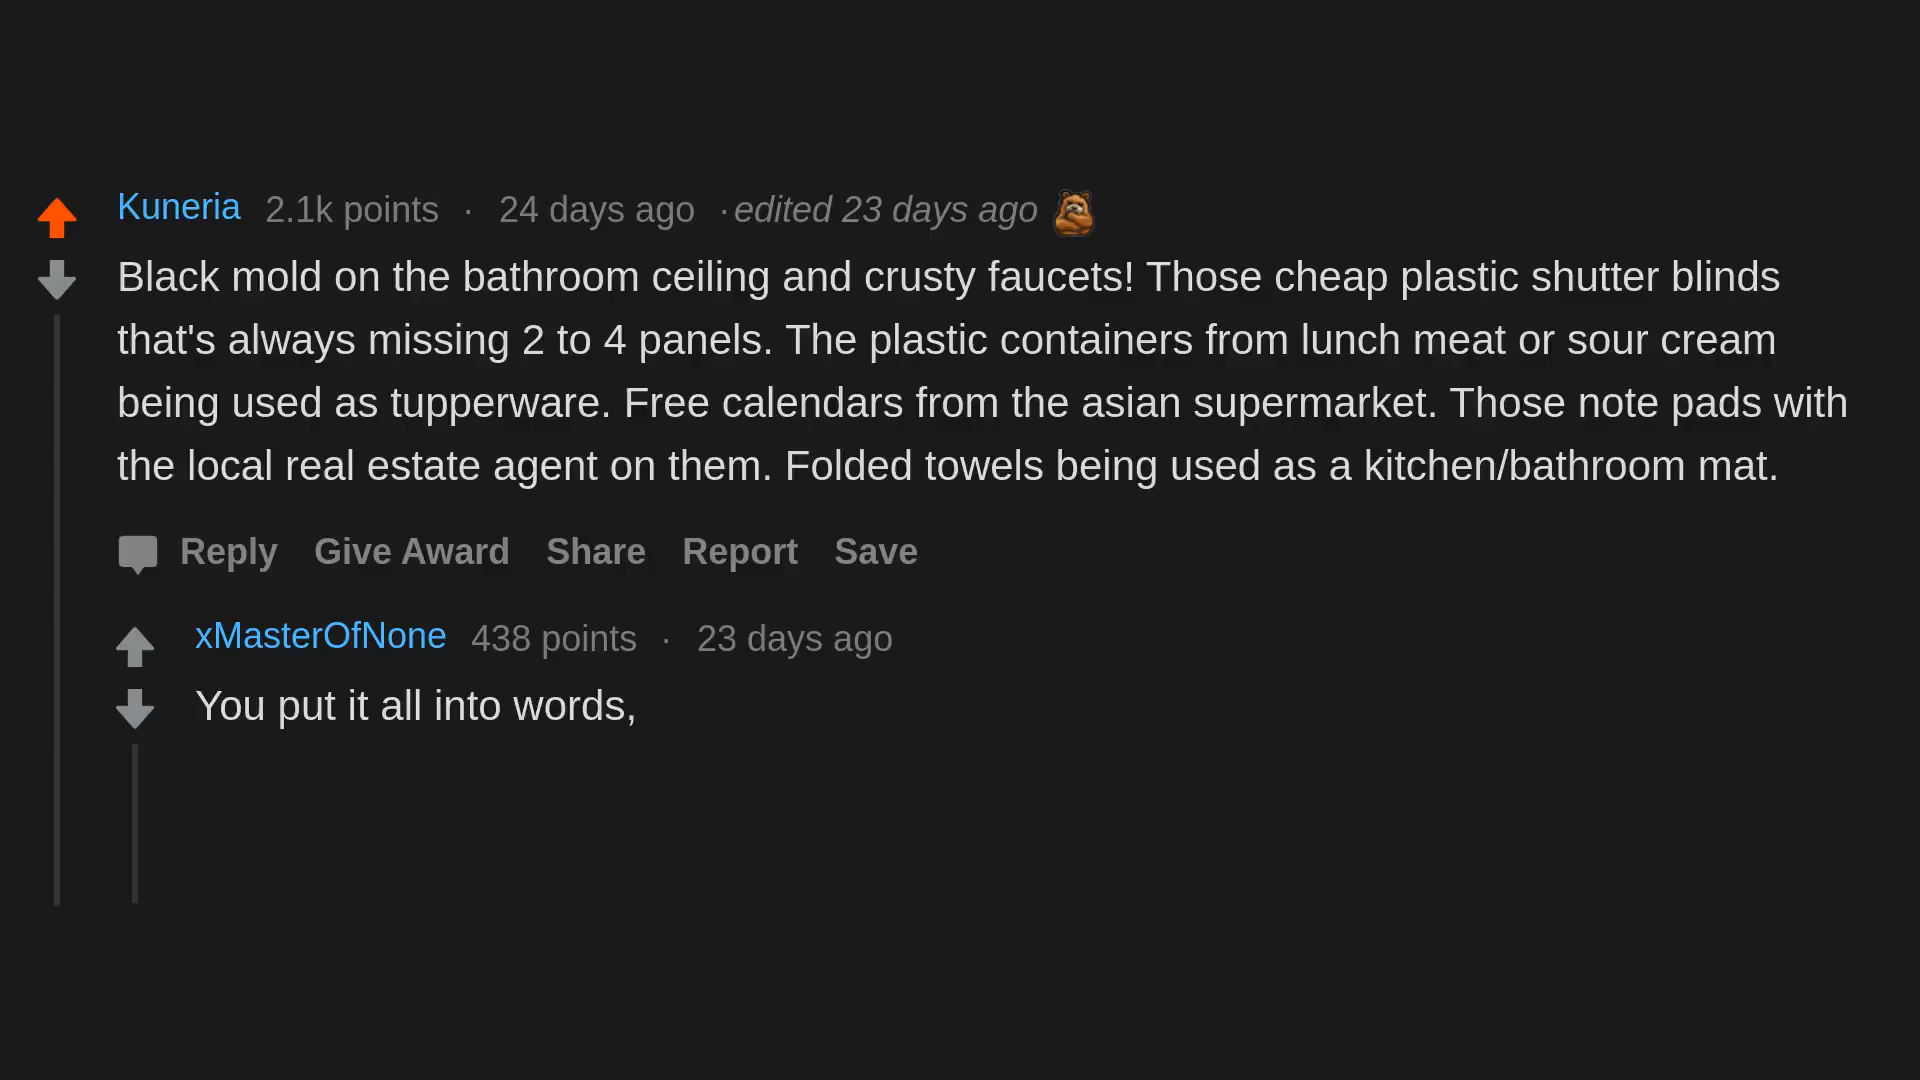 Kuneria 2.1k points · 24 days ago · edited 23 days ago
Black mold on the bathroom ceiling and crusty faucets! Those cheap plastic shutter blinds
that's always missing 2 to 4 panels. The plastic containers from lunch meat or sour cream
being used as tupperware. Free calendars from the asian supermarket. Those note pads with
the local real estate agent on them. Folded towels being used as a kitchen/bathroom mat.
Reply Give Award Share Report Save
xMasterOfNone 438 points · 23 days ago
You put it all into words,